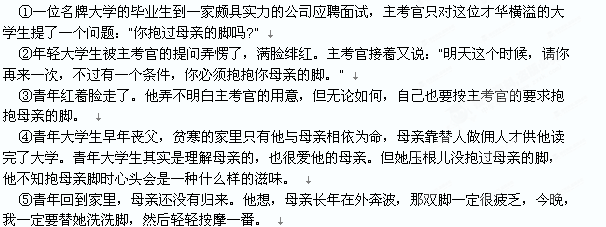 ①一位名牌大学的毕业生到一家颇具实力的公司应聘面试，主考官只对这位才华横溢的大
学生提了一个问题："你抱过母亲的脚吗?" ↓
②年轻大学生被主考官的提问弄愣了，满脸绯红。主考官接着又说："明天这个时候，请你
再来一次，不过有一个条件，你必须抱抱你母亲的脚。" ↓
③青年红着脸走了。他弄不明白主考官的用意，但无论如何，自己也要按主考官的要求抱
抱母亲的脚。 ↓
④青年大学生早年丧父，贫寒的家里只有他与母亲相依为命，母亲靠替人做佣人才供他读
完了大学。青年大学生其实是理解母亲的，也很爱他的母亲。但她压根儿没抱过母亲的脚，
他不知抱母亲脚时心头会是一种什么样的滋味。 ↓
⑤青年回到家里，母亲还没有归来。他想，母亲长年在外奔波，那双脚一定很疲乏，今晚，
我一定要替她洗洗脚，然后轻轻按摩一番。 ↓